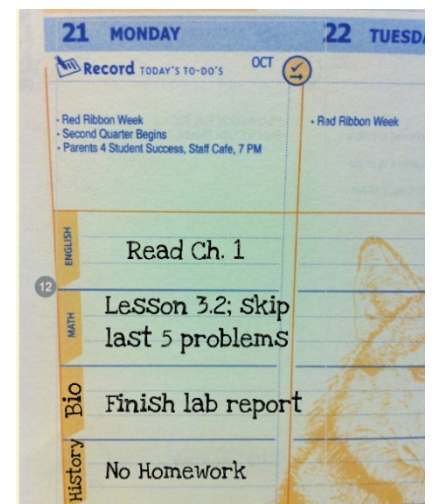 21 MONDAY
22 TUESDA
Record TODAY'S TO-DO'S OCT
- Red Ribbon Week
- Second Quarter Begins
- Parents 4 Student Success, Staff Cafe, 7 PM
- Red Ribbon Week
ENGLISH
Read Ch. 1
12
MATH
Lesson 3.2; skip
last 5 problems
Bio
Finish lab report
History
No Homework